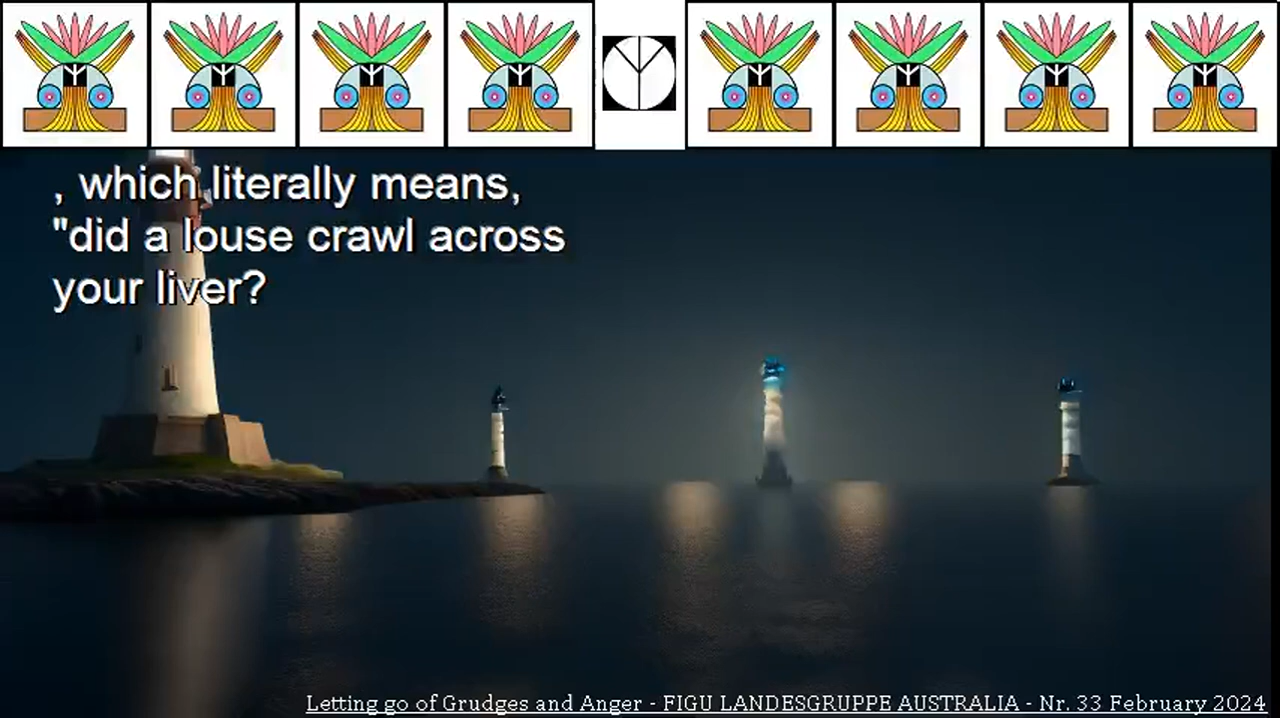 , which literally means,
"did a louse crawl across
your liver?
Letting go of Grudges and Anger - FIGU LANDESGRUPPE AUSTRALIA - Nr. 33 February 2024